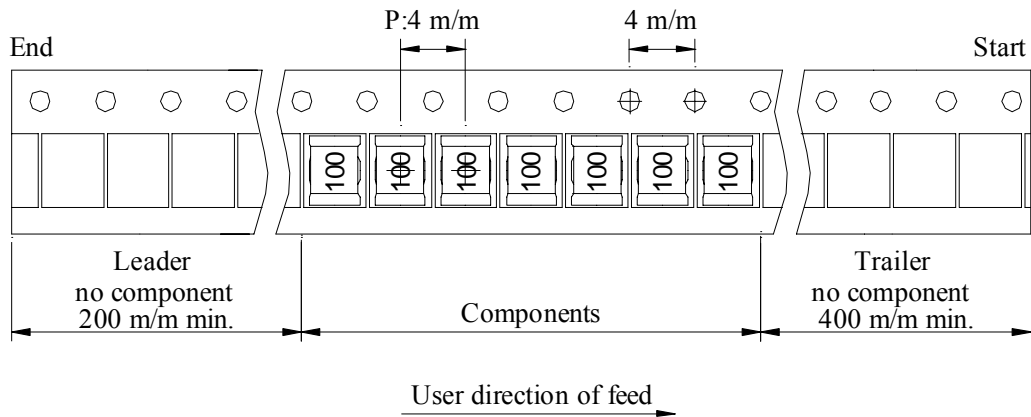 P:4 m/m
4 m/m
End
Start
100
100
100
100
100
100
100
Leader
no component
200 m/m min.
Components
Trailer
no component
400 m/m min.
User direction of feed